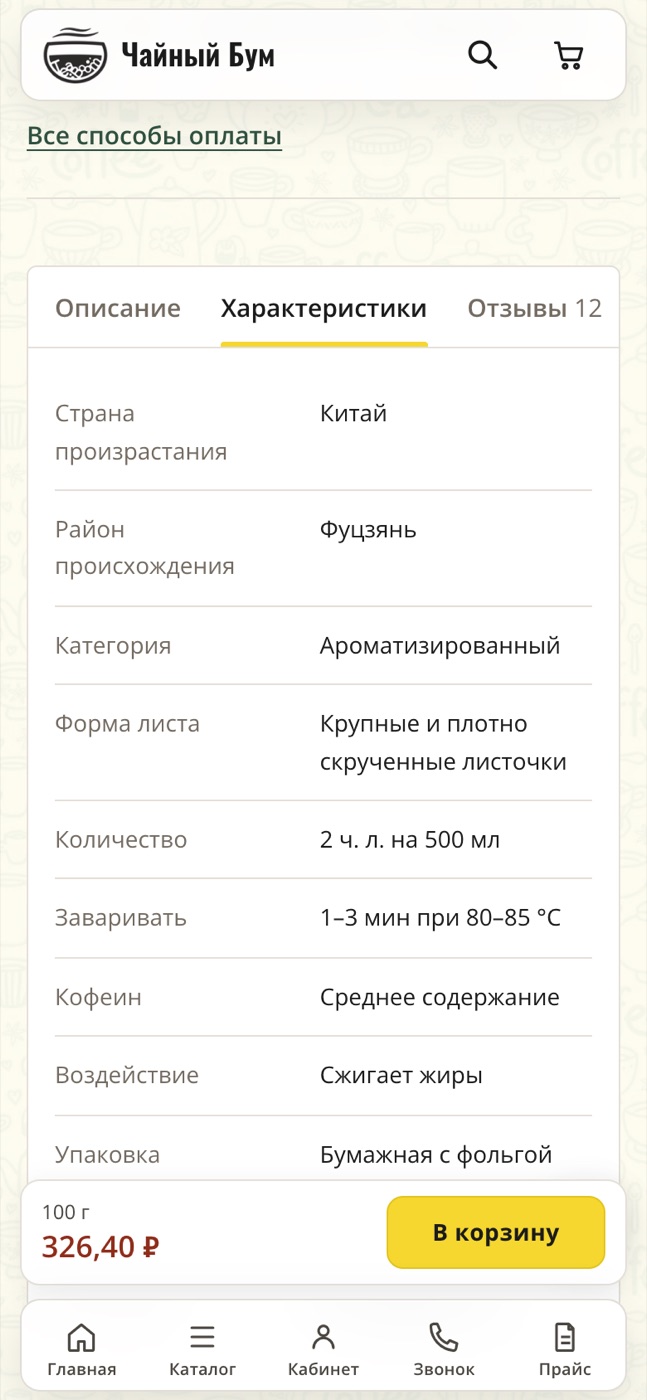 Чайный Бум
Все способы оплаты
Описание Характеристики Отзывы 12
Страна произрастания
Китай
Район происхождения
Фуцзянь
Категория
Ароматизированный
Форма листа
Крупные и плотно
скрученные листочки
Количество
2 ч. л. на 500 мл
Заваривать
1–3 мин при 80–85 °C
Кофеин
Среднее содержание
Воздействие
Сжигает жиры
Упаковка
Бумажная с фольгой
100 г
326,40 ₽
В корзину
Главная Каталог Кабинет Звонок Прайс